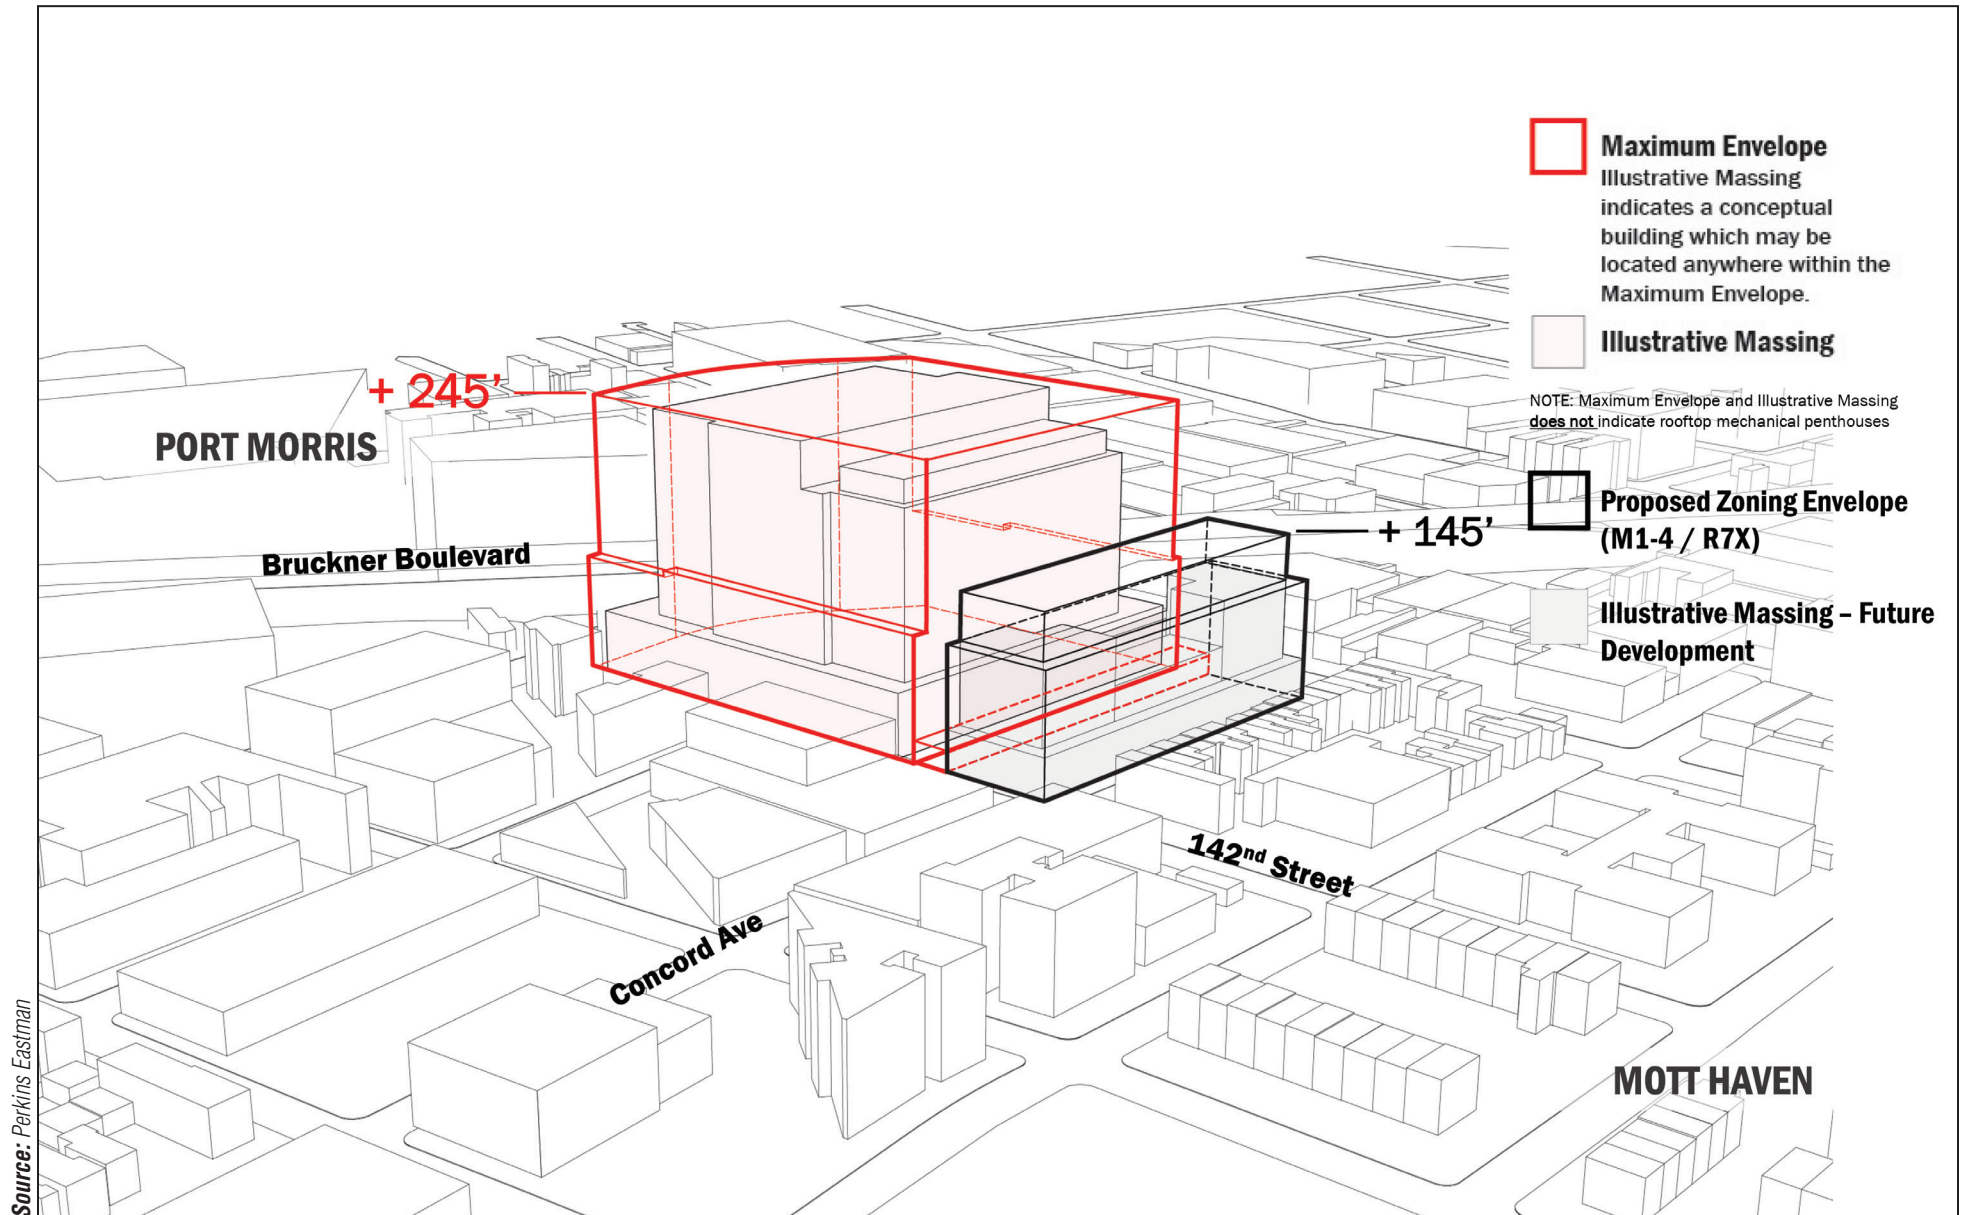 Maximum Envelope
Illustrative Massing
indicates a conceptual
building which may be
located anywhere within the
Maximum Envelope.
Illustrative Massing
NOTE: Maximum Envelope and Illustrative Massing
does not indicate rooftop mechanical penthouses
Proposed Zoning Envelope
(M1-4 / R7X)
Illustrative Massing – Future
Development
+ 245’
PORT MORRIS
+ 145’
Bruckner Boulevard
142nd Street
Concord Ave
MOTT HAVEN
Source: Perkins Eastman